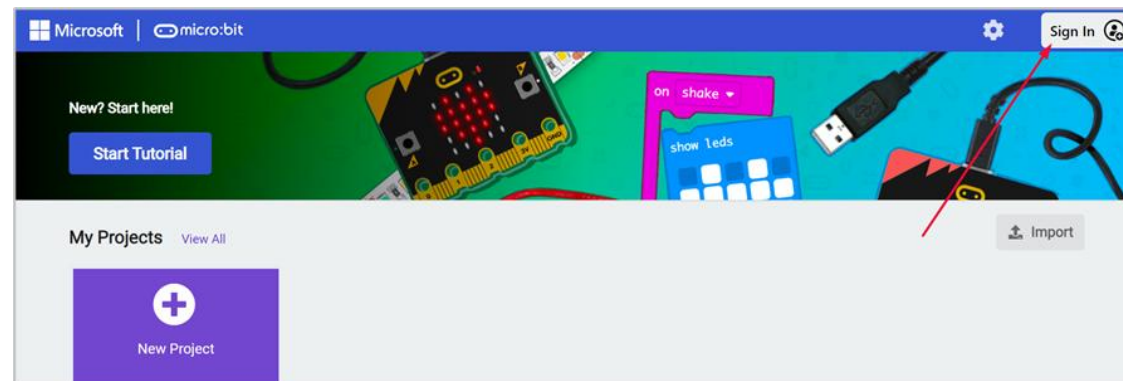 Microsoft micro:bit Sign In
New? Start here!
Start Tutorial
on shake
show leds
My Projects View All
Import
New Project